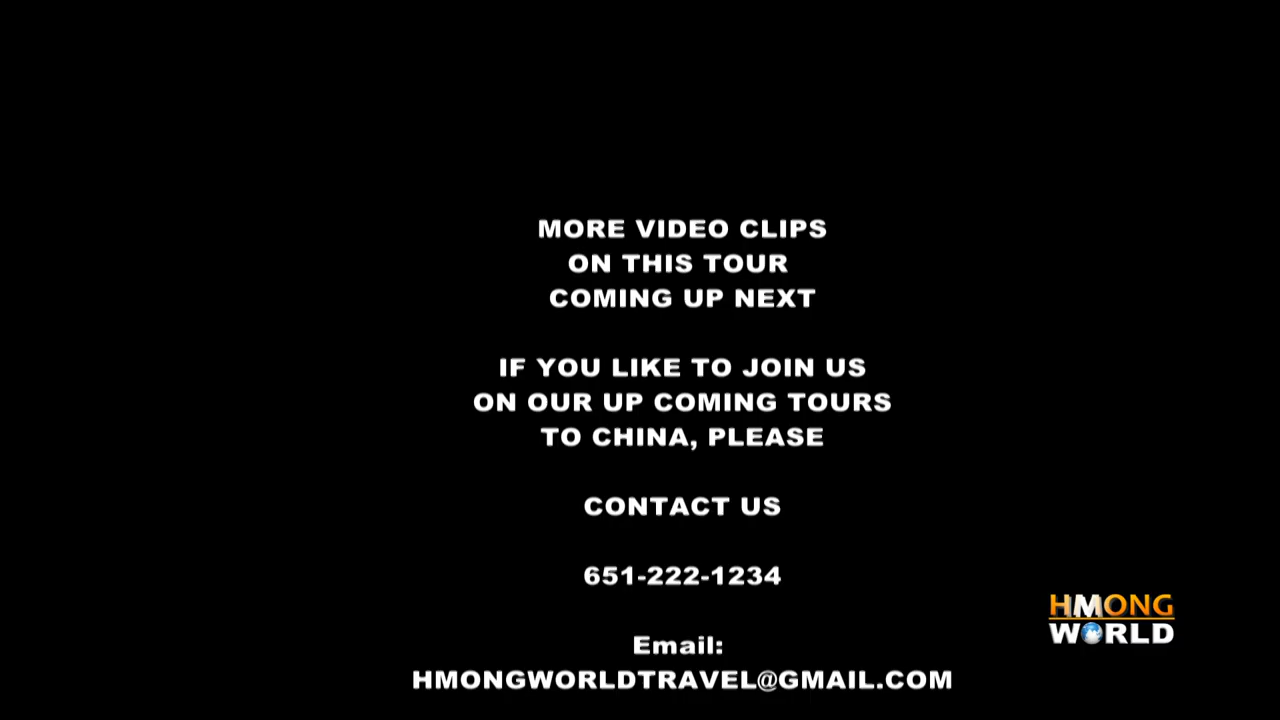 MORE VIDEO CLIPS
ON THIS TOUR
COMING UP NEXT
IF YOU LIKE TO JOIN US
ON OUR UP COMING TOURS
TO CHINA, PLEASE
CONTACT US
651-222-1234
Email:
HMONGWORLDTRAVEL@GMAIL.COM
HMONG
WORLD